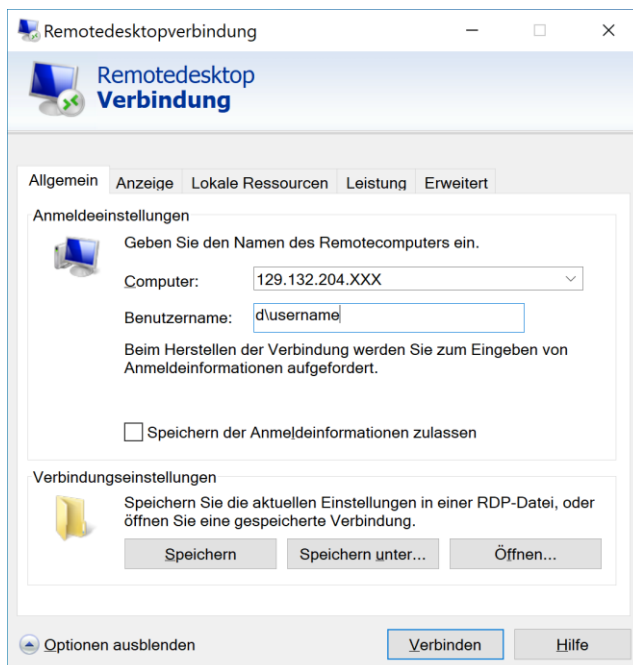 Remotedesktopverbindung
Remotedesktop
Verbindung
Allgemein Anzeige Lokale Ressourcen Leistung Erweitert
Anmeldeeinstellungen
Geben Sie den Namen des Remotecomputers ein.
Computer: 129.132.204.XXX
Benutzername: d\username
Beim Herstellen der Verbindung werden Sie zum Eingeben von
Anmeldeinformationen aufgefordert.
Speichern der Anmeldeinformationen zulassen
Verbindungseinstellungen
Speichern Sie die aktuellen Einstellungen in einer RDP-Datei, oder
öffnen Sie eine gespeicherte Verbindung.
Speichern Speichern unter... Öffnen...
Optionen ausblenden Verbinden Hilfe